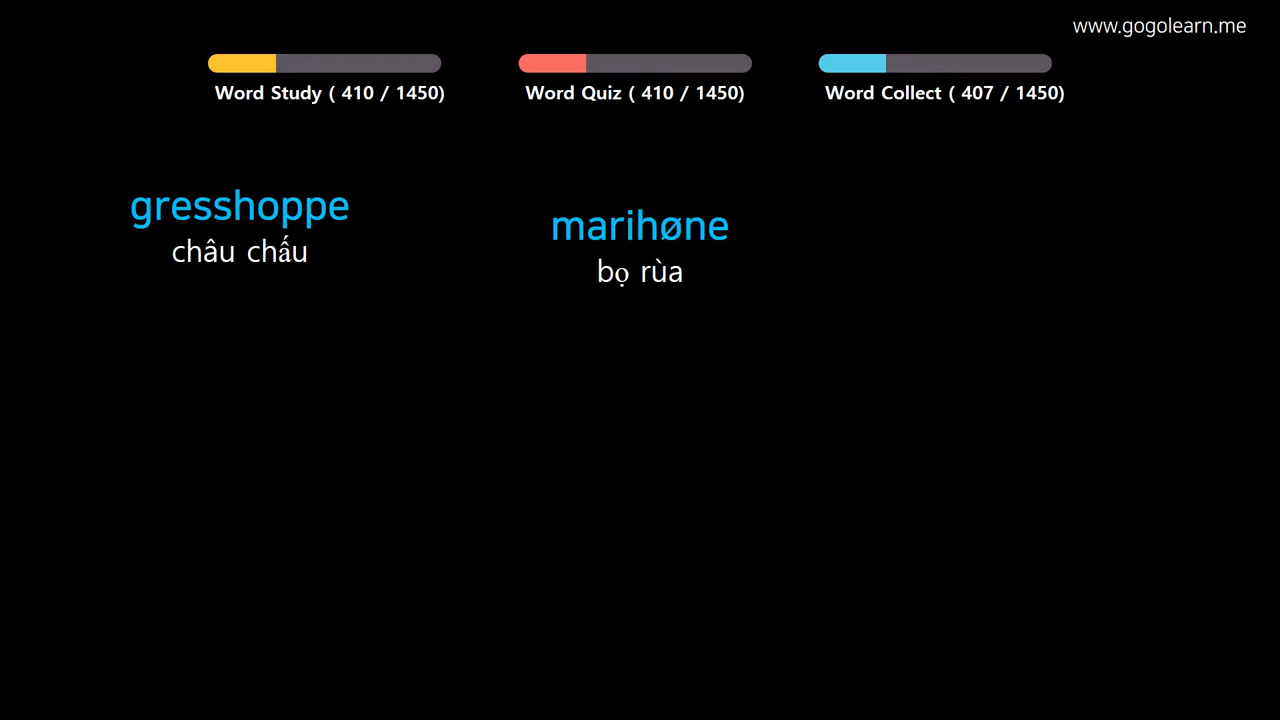 www.gogolearn.me
Word Study ( 410 / 1450)
Word Quiz ( 410 / 1450)
Word Collect ( 407 / 1450)
gresshoppe
châu chấu
marihøne
bọ rùa